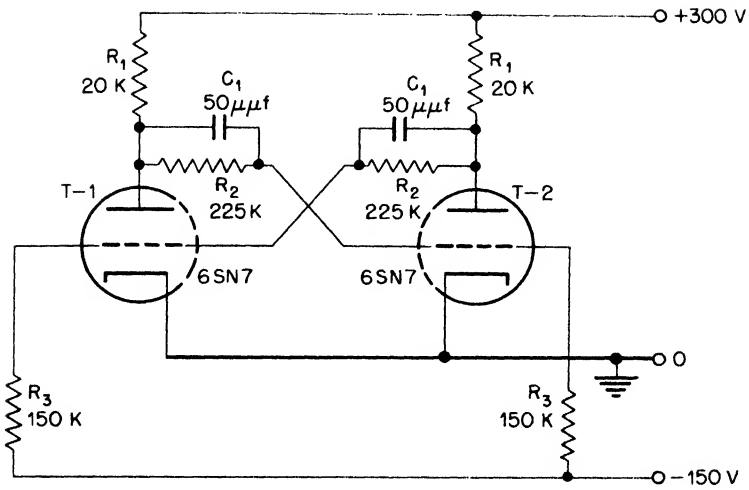 +300 V
R1
20 K
C1
50μμf
C1
50μμf
R1
20 K
T-1
R2
225 K
R2
225 K
T-2
6SN7
6SN7
0
R3
150 K
R3
150 K
-150 V